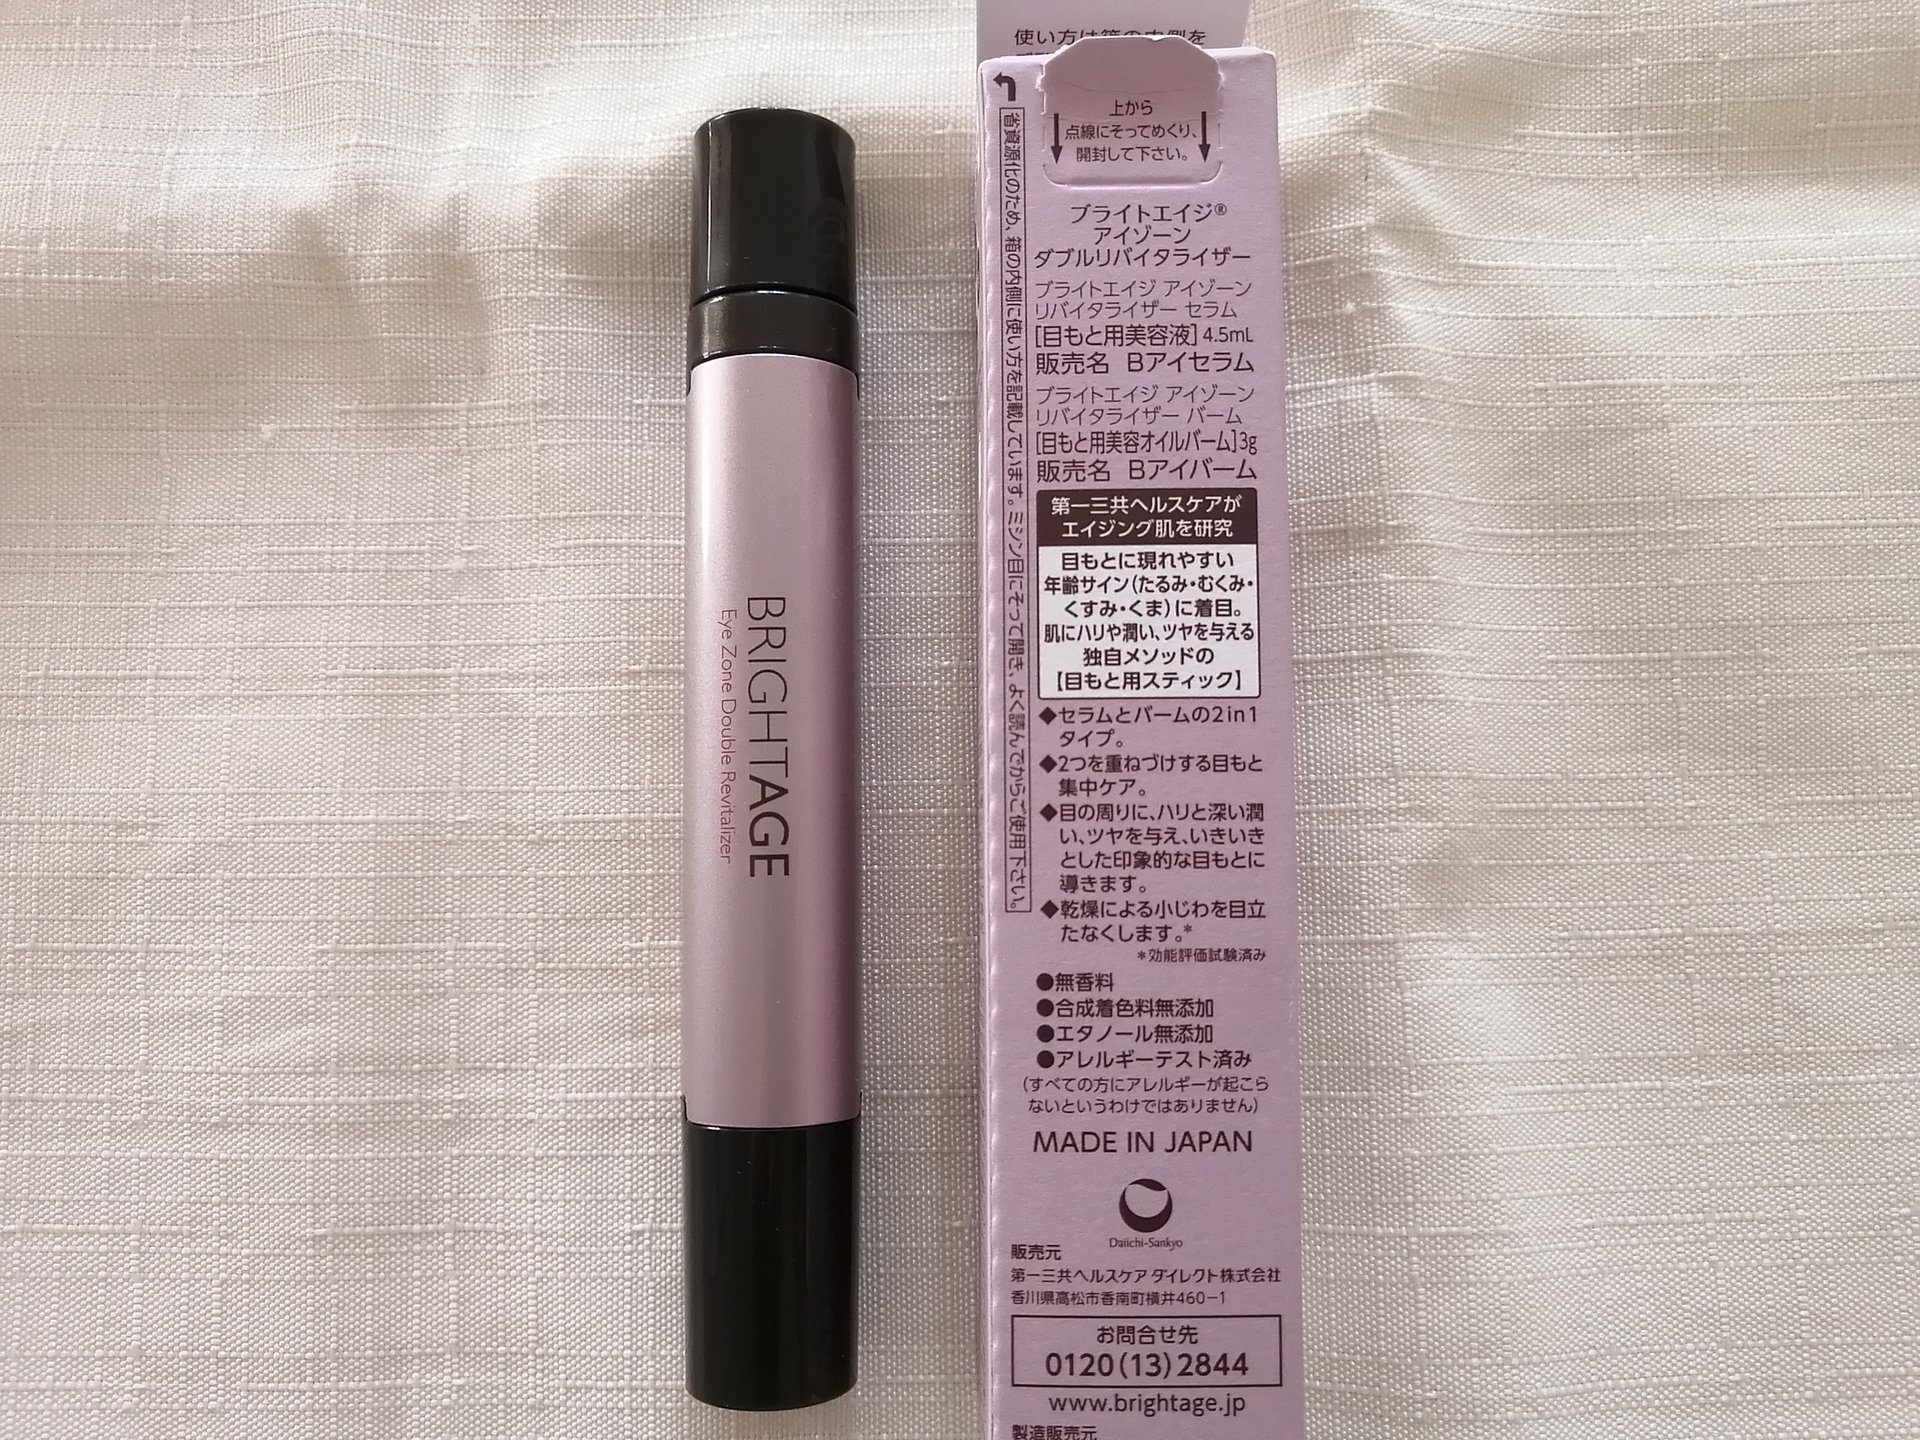 BRIGHTAGE
Eye Zone Double Revitalizer
使い方は箱の内側を
上から
点線にそってめくり、
開封して下さい。
省資源化のため、箱の内側に使い方を記載しています。ミシン目にそって開き、よく読んでからご使用下さい。
ブライトエイジ®
アイゾーン
ダブルリバイタライザー
ブライトエイジ アイゾーン
リバイタライザー セラム
[目もと用美容液] 4.5mL
販売名 Bアイセラム
ブライトエイジ アイゾーン
リバイタライザー バーム
[目もと用美容オイルバーム]3g
販売名 Bアイバーム
第一三共ヘルスケアが
エイジング肌を研究
目もとに現れやすい
年齢サイン(たるみ・むくみ・
くすみ・くま)に着目。
肌にハリや潤い、ツヤを与える
独自メソッドの
【目もと用スティック】
◆セラムとバームの2in1
タイプ。
◆2つを重ねづけする目もと
集中ケア。
◆目の周りに、ハリと深い潤
い、ツヤを与え、いきいき
とした印象的な目もとに
導きます。
◆乾燥による小じわを目立
たなくします。*
*効能評価試験済み
●無香料
●合成着色料無添加
●エタノール無添加
●アレルギーテスト済み
(すべての方にアレルギーが起こら
ないというわけではありません)
MADE IN JAPAN
Daiichi-Sankyo
販売元
第一三共ヘルスケア ダイレクト株式会社
香川県高松市香南町横井460-1
お問合せ先
0120(13)2844
www.brightage.jp
製造販売元